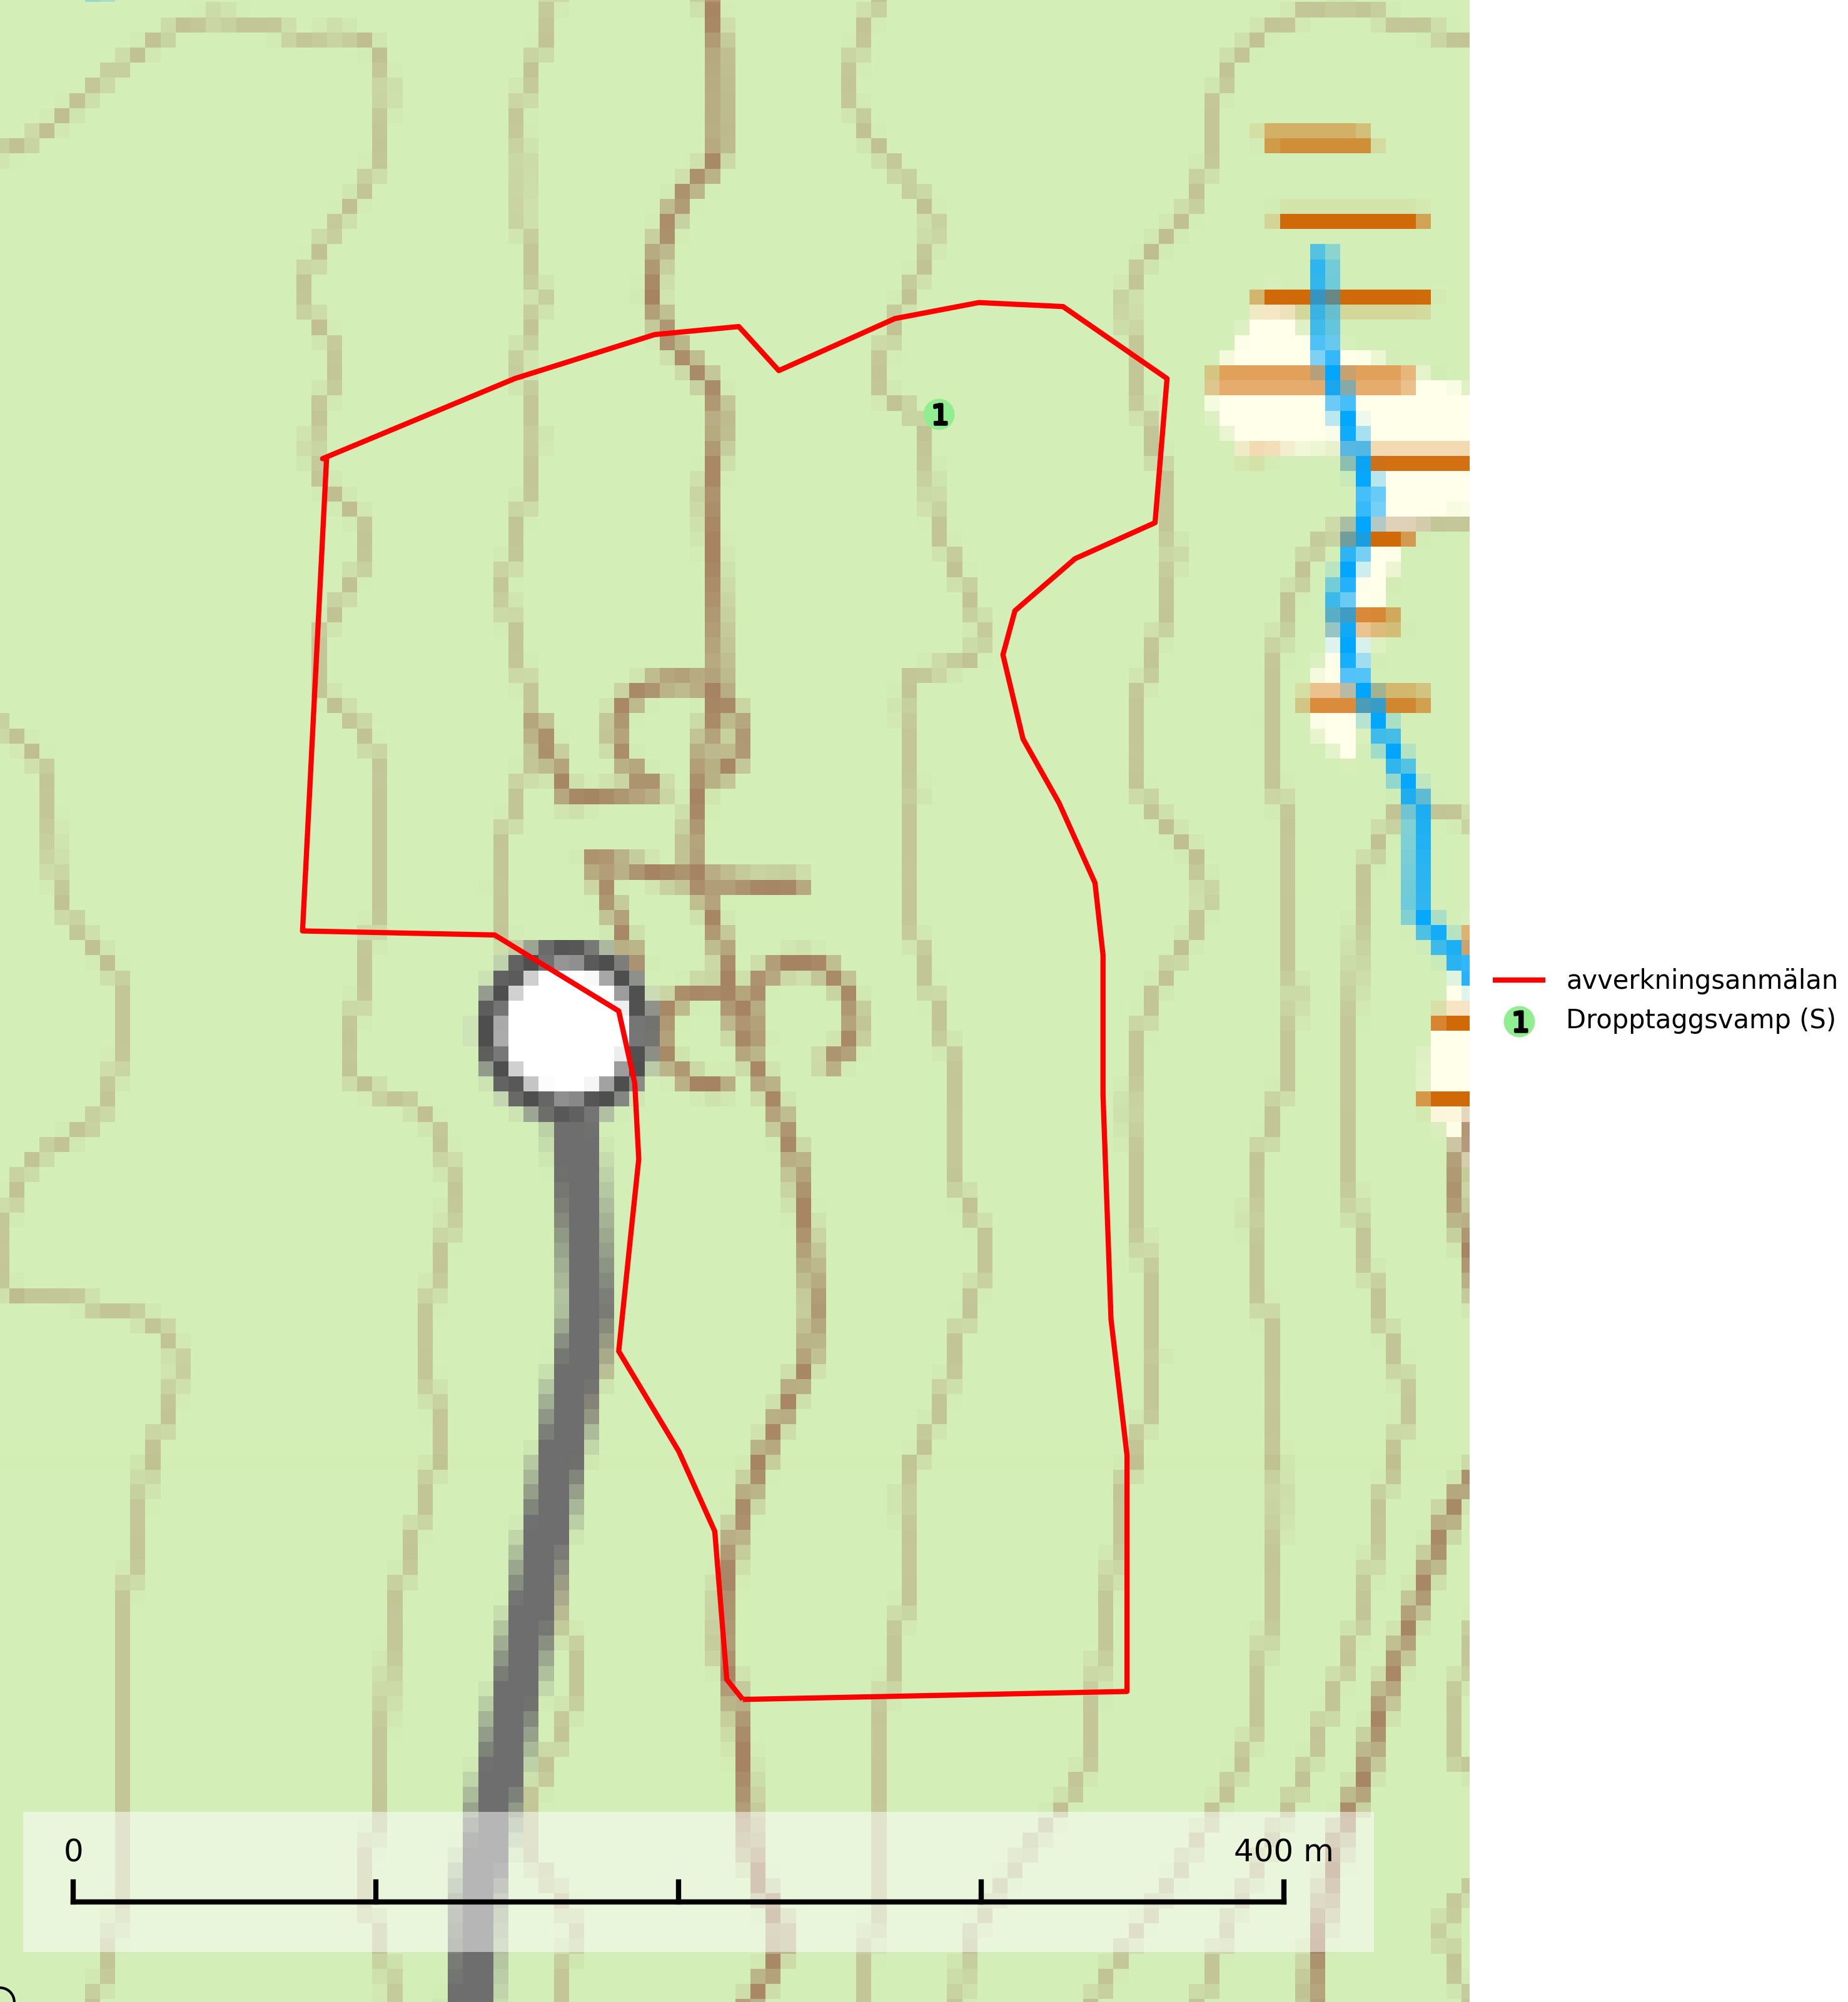 1
avverkningsanmälan
1 Dropptaggsvamp (S)
0 400 m